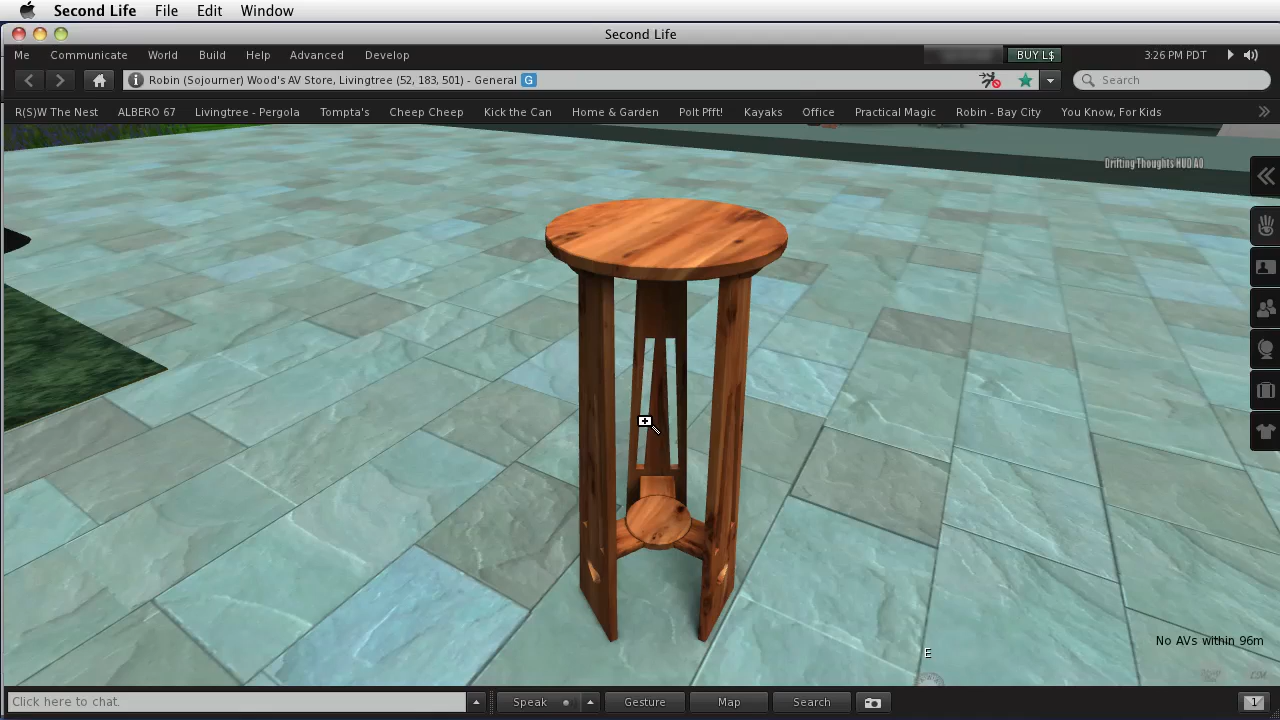 Second Life File Edit Window
Second Life
Me Communicate World Build Help Advanced Develop BUY L$ 3:26 PM PDT
Robin (Sojourner) Wood's AV Store, Livingtree (52, 183, 501) - General G Search
R(S)W The Nest ALBERO 67 Livingtree - Pergola Tompta's Cheep Cheep Kick the Can Home & Garden Polt Pfft! Kayaks Office Practical Magic Robin - Bay City You Know, For Kids
Drifting Thoughts HUD AO
No AVs within 96m
E
Click here to chat. Speak Gesture Map Search 1